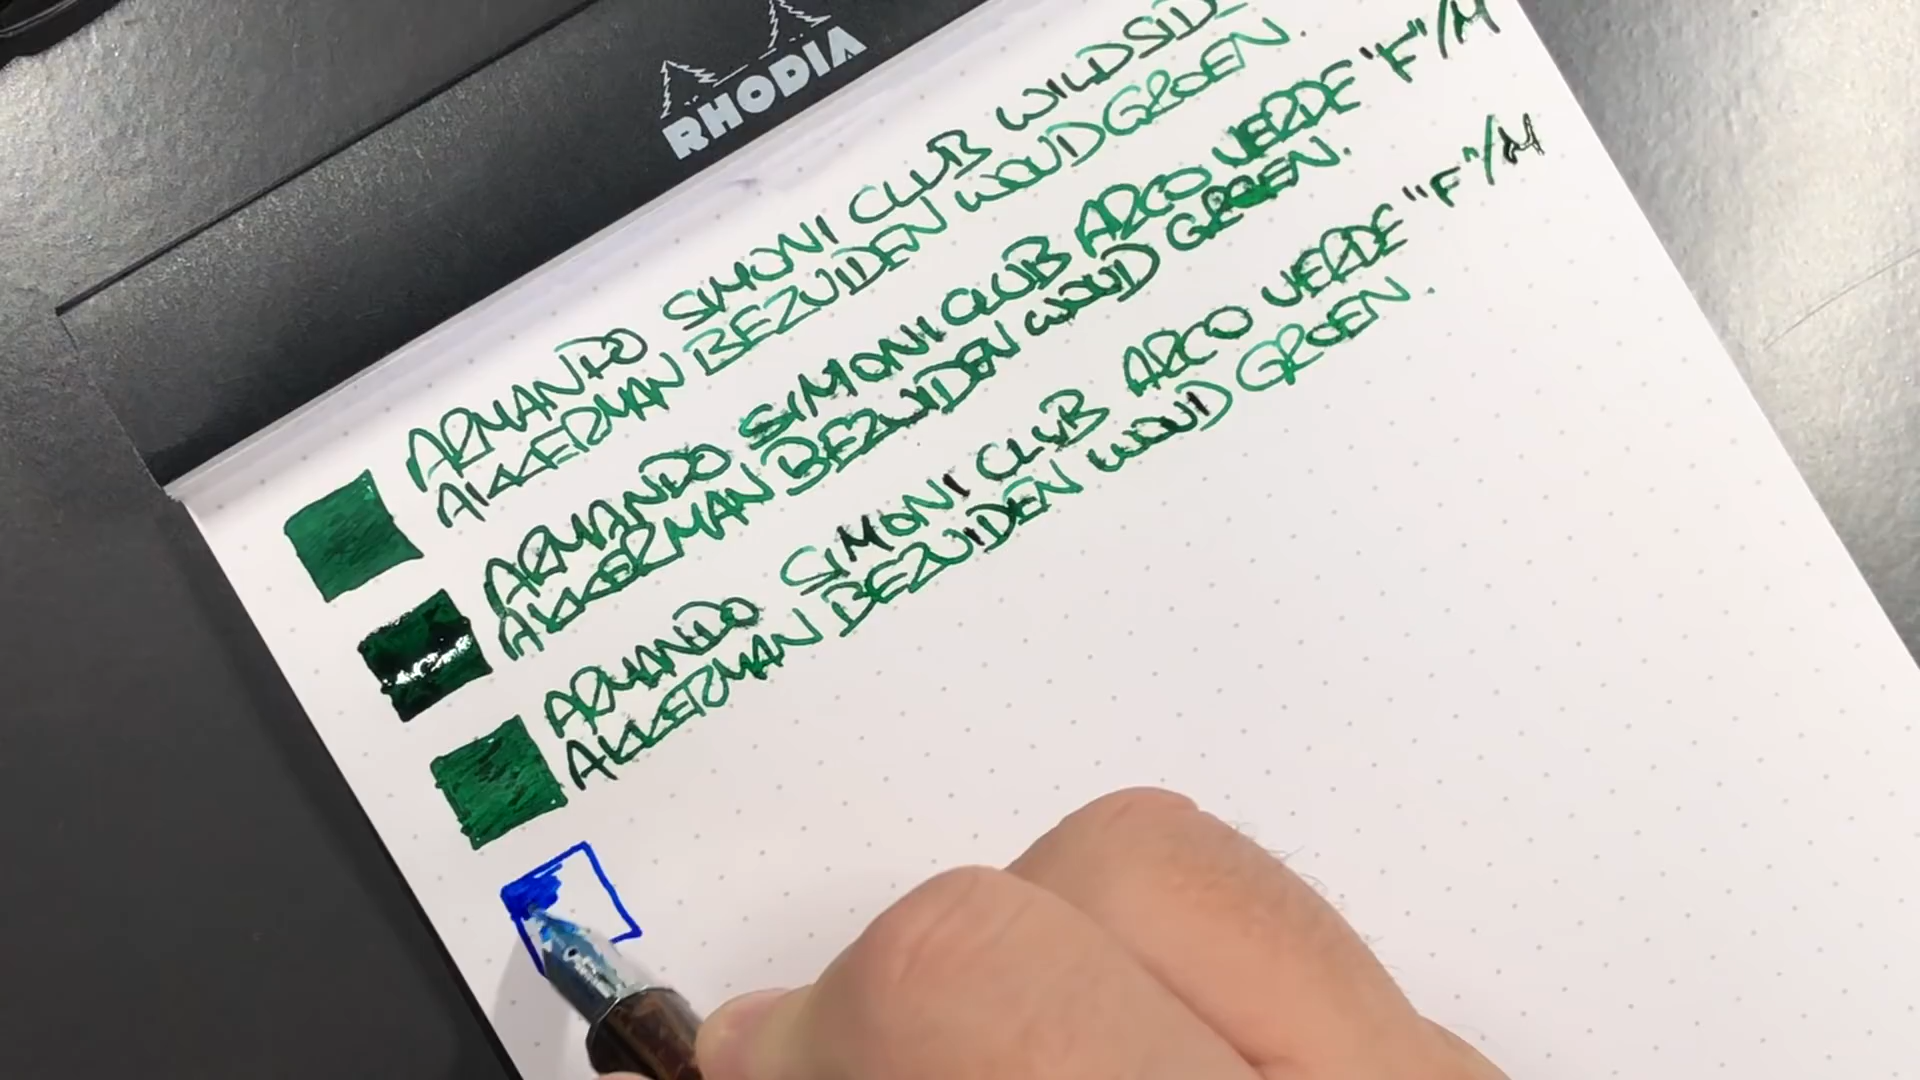 RHODIA
ARMANDO SIMONI CLUB WILDSIDE
AKKERMAN BEZUIDEN WOUD GROEN.
ARMANDO SIMONI CLUB ARCO VERDE "F"/M
AKKERMAN BEZUIDEN WOUD GROEN.
ARMANDO SIMONI CLUB ARCO VERDE "F"/M
AKKERMAN BEZUIDEN WOUD GROEN.